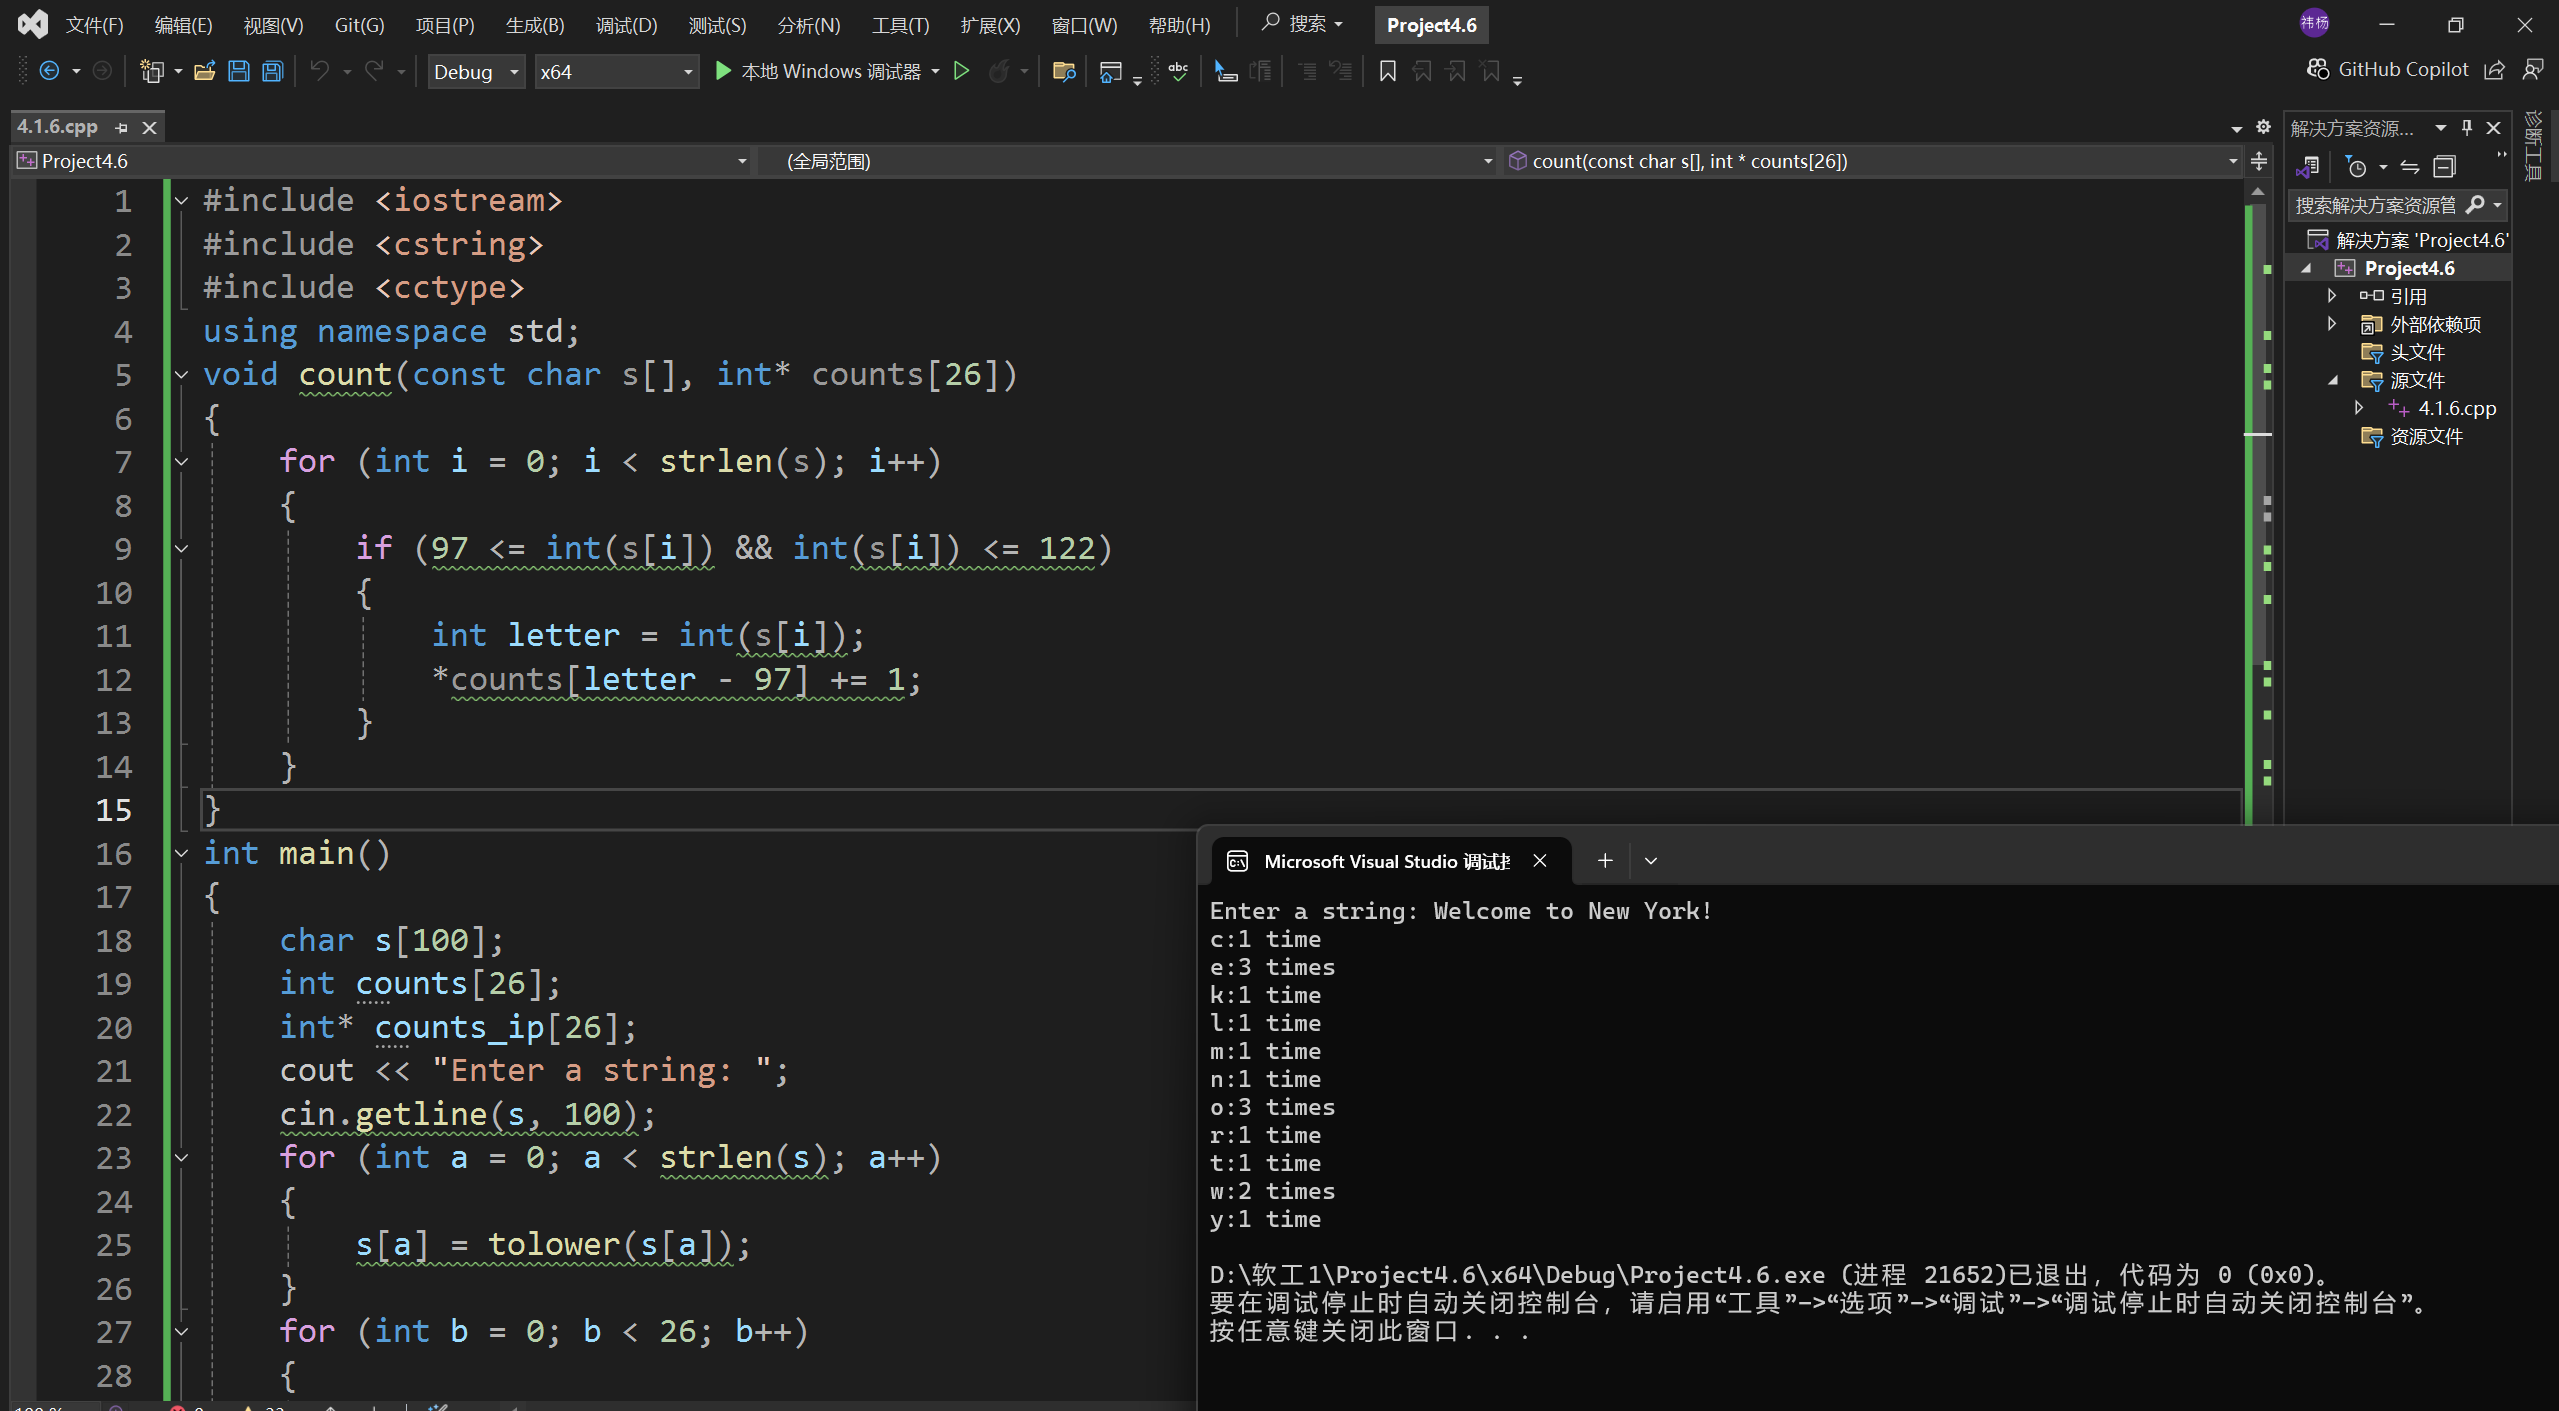 文件(F) 编辑(E) 视图(V) Git(G) 项目(P) 生成(B) 调试(D) 测试(S) 分析(N) 工具(T) 扩展(X) 窗口(W) 帮助(H) 搜索 Project4.6 祎杨
Debug x64 本地 Windows 调试器 abc GitHub Copilot
4.1.6.cpp
Project4.6 (全局范围) count(const char s[], int * counts[26])
1 #include <iostream>
2 #include <cstring>
3 #include <cctype>
4 using namespace std;
5 void count(const char s[], int* counts[26])
6 {
7 for (int i = 0; i < strlen(s); i++)
8 {
9 if (97 <= int(s[i]) && int(s[i]) <= 122)
10 {
11 int letter = int(s[i]);
12 *counts[letter - 97] += 1;
13 }
14 }
15 }
16 int main()
17 {
18 char s[100];
19 int counts[26];
20 int* counts_ip[26];
21 cout << "Enter a string: ";
22 cin.getline(s, 100);
23 for (int a = 0; a < strlen(s); a++)
24 {
25 s[a] = tolower(s[a]);
26 }
27 for (int b = 0; b < 26; b++)
28 {
解决方案资源...
搜索解决方案资源管
解决方案 'Project4.6'
Project4.6
引用
外部依赖项
头文件
源文件
4.1.6.cpp
资源文件
诊断工具
Microsoft Visual Studio 调试
Enter a string: Welcome to New York!
c:1 time
e:3 times
k:1 time
l:1 time
m:1 time
n:1 time
o:3 times
r:1 time
t:1 time
w:2 times
y:1 time
D:\软工1\Project4.6\x64\Debug\Project4.6.exe (进程 21652)已退出，代码为 0 (0x0)。
要在调试停止时自动关闭控制台，请启用“工具”->“选项”->“调试”->“调试停止时自动关闭控制台”。
按任意键关闭此窗口. . .